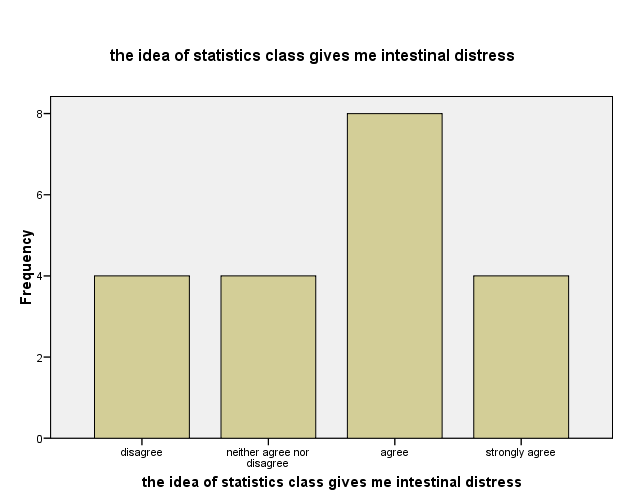 the idea of statistics class gives me intestinal distress
8
6
4
2
0
Frequency
disagree
neither agree nor
disagree
agree
strongly agree
the idea of statistics class gives me intestinal distress